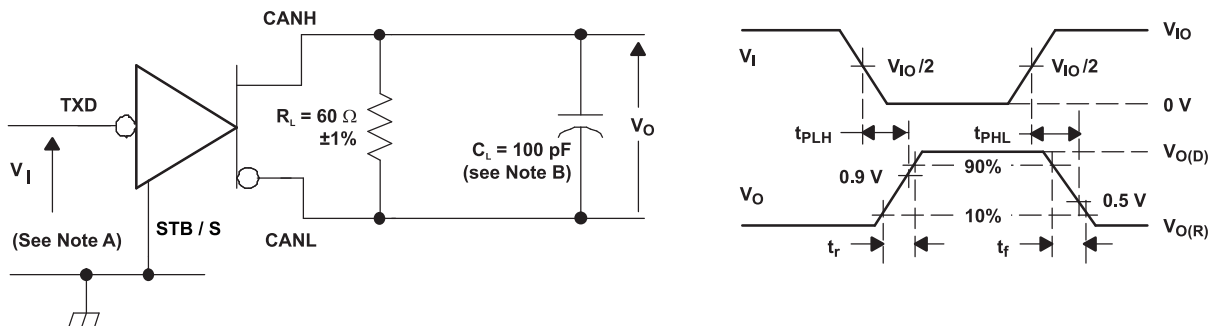 CANH
TXD
R_L = 60 Ω
±1%
C_L = 100 pF
(see Note B)
V_O
V_I
(See Note A)
STB / S
CANL
V_I
V_IO
V_IO/2
V_IO/2
0 V
t_PLH
t_PHL
V_O(D)
90%
0.9 V
V_O
0.5 V
10%
V_O(R)
t_r
t_f